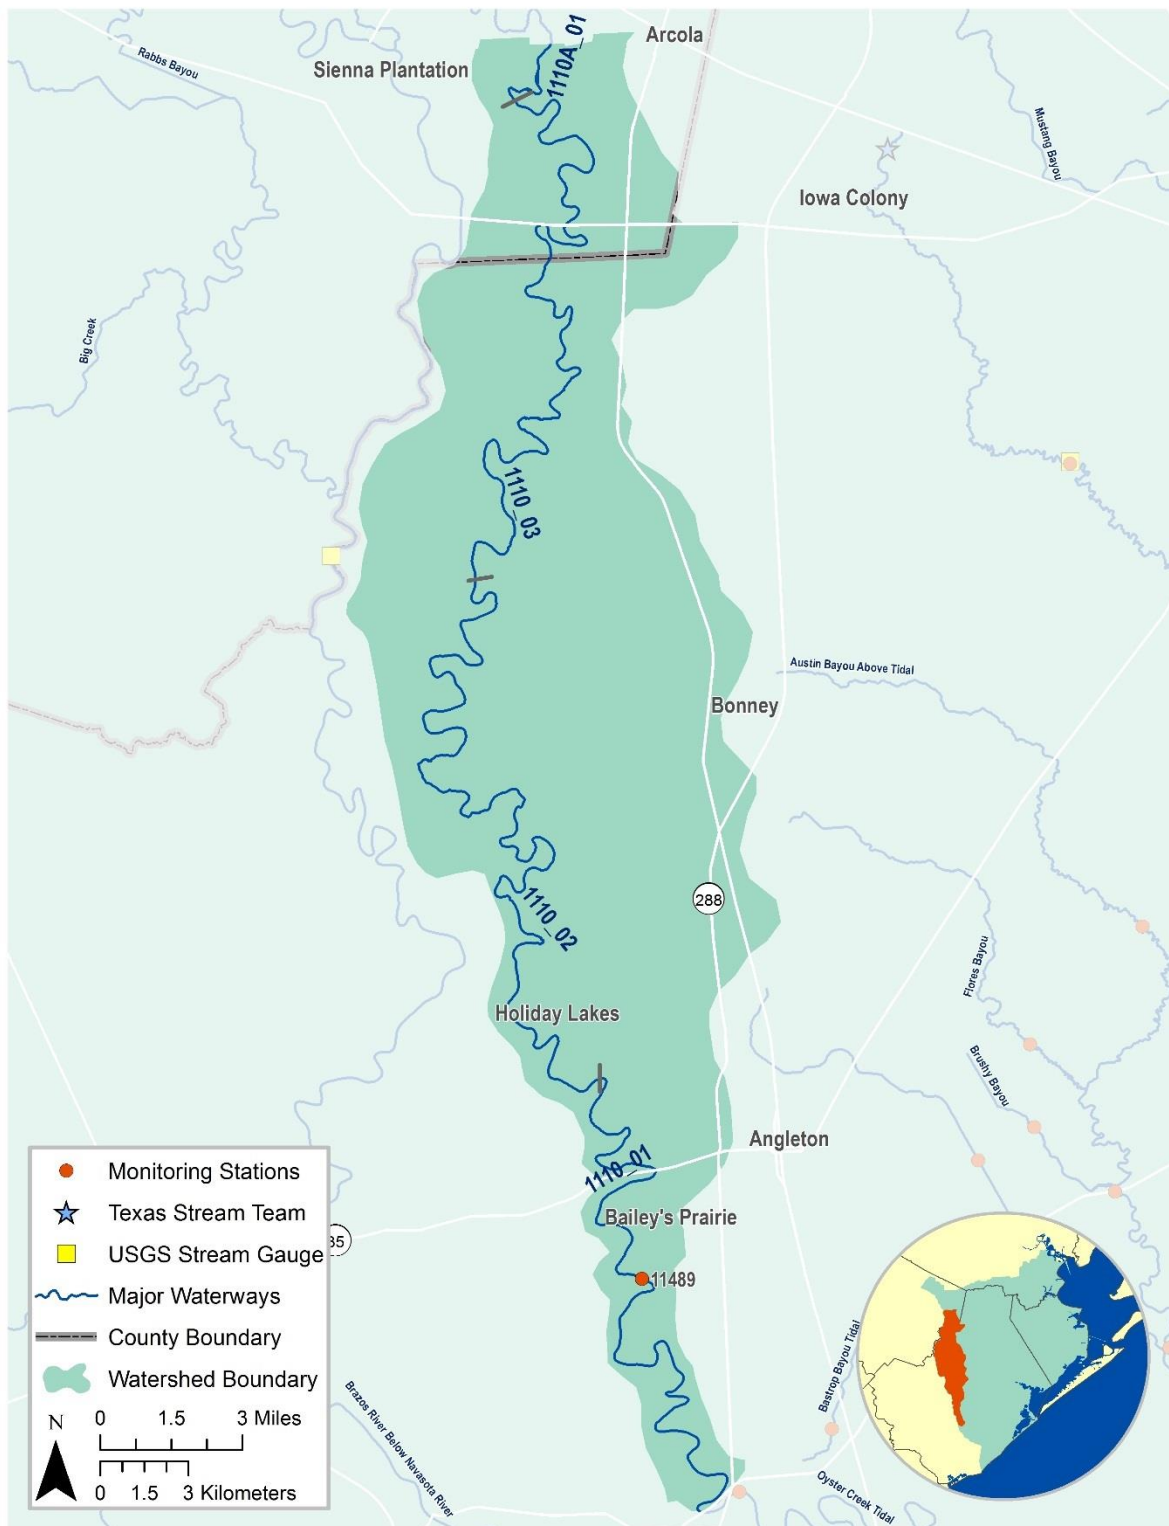 Arcola
Rabbs Bayou
Sienna Plantation
1110A_01
Mustang Bayou
Iowa Colony
Big Creek
1110_03
Austin Bayou Above Tidal
Bonney
288
1110_02
Flores Bayou
Holiday Lakes
Brushy Bayou
Angleton
1110_01
Bailey's Prairie
35
11489
Monitoring Stations
Texas Stream Team
USGS Stream Gauge
Major Waterways
County Boundary
Watershed Boundary
N
0 1.5 3 Miles
0 1.5 3 Kilometers
Brazos River Below Navasota River
Bastrop Bayou Tidal
Oyster Creek Tidal